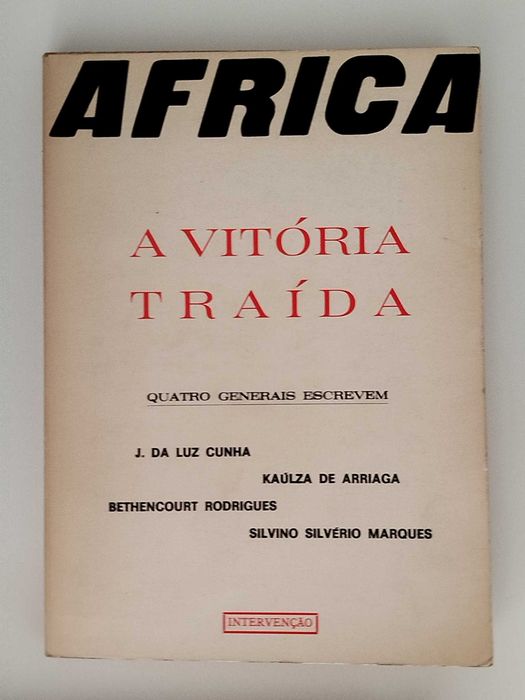 AFRICA
A VITÓRIA
TRAÍDA
QUATRO GENERAIS ESCREVEM
J. DA LUZ CUNHA
KAÚLZA DE ARRIAGA
BETHENCOURT RODRIGUES
SILVINO SILVÉRIO MARQUES
INTERVENÇÃO